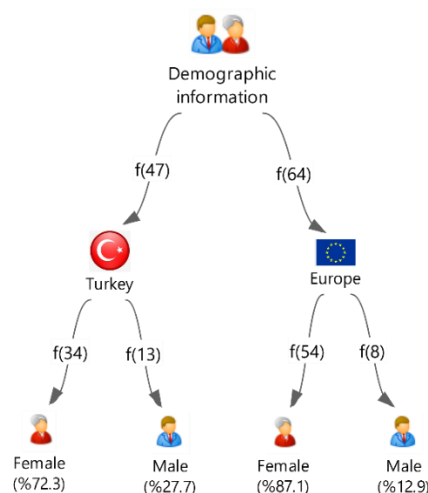 Demographic
information
f(47)
f(64)
Turkey
Europe
f(34)
f(13)
f(54)
f(8)
Female
(%72.3)
Male
(%27.7)
Female
(%87.1)
Male
(%12.9)